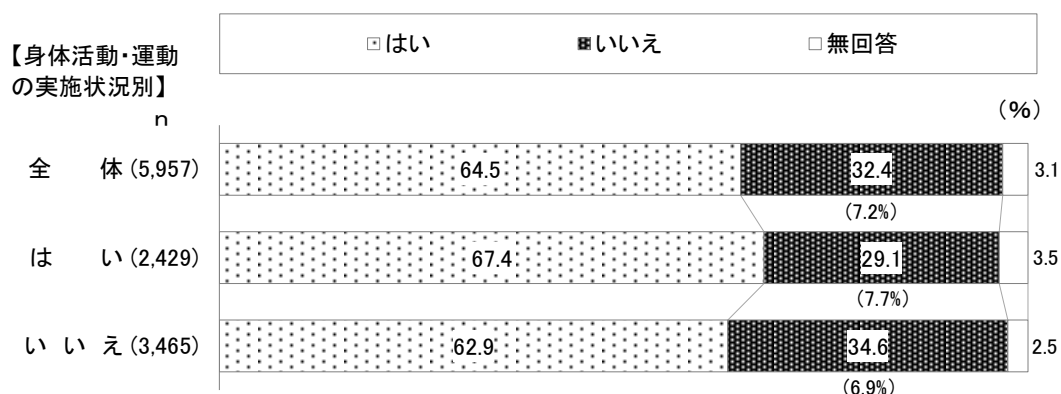 はい いいえ 無回答
【身体活動・運動
の実施状況別】
n
(%)
全 体 (5,957) 64.5 32.4 3.1
(7.2%)
は い (2,429) 67.4 29.1 3.5
(7.7%)
い い え (3,465) 62.9 34.6 2.5
(6.9%)